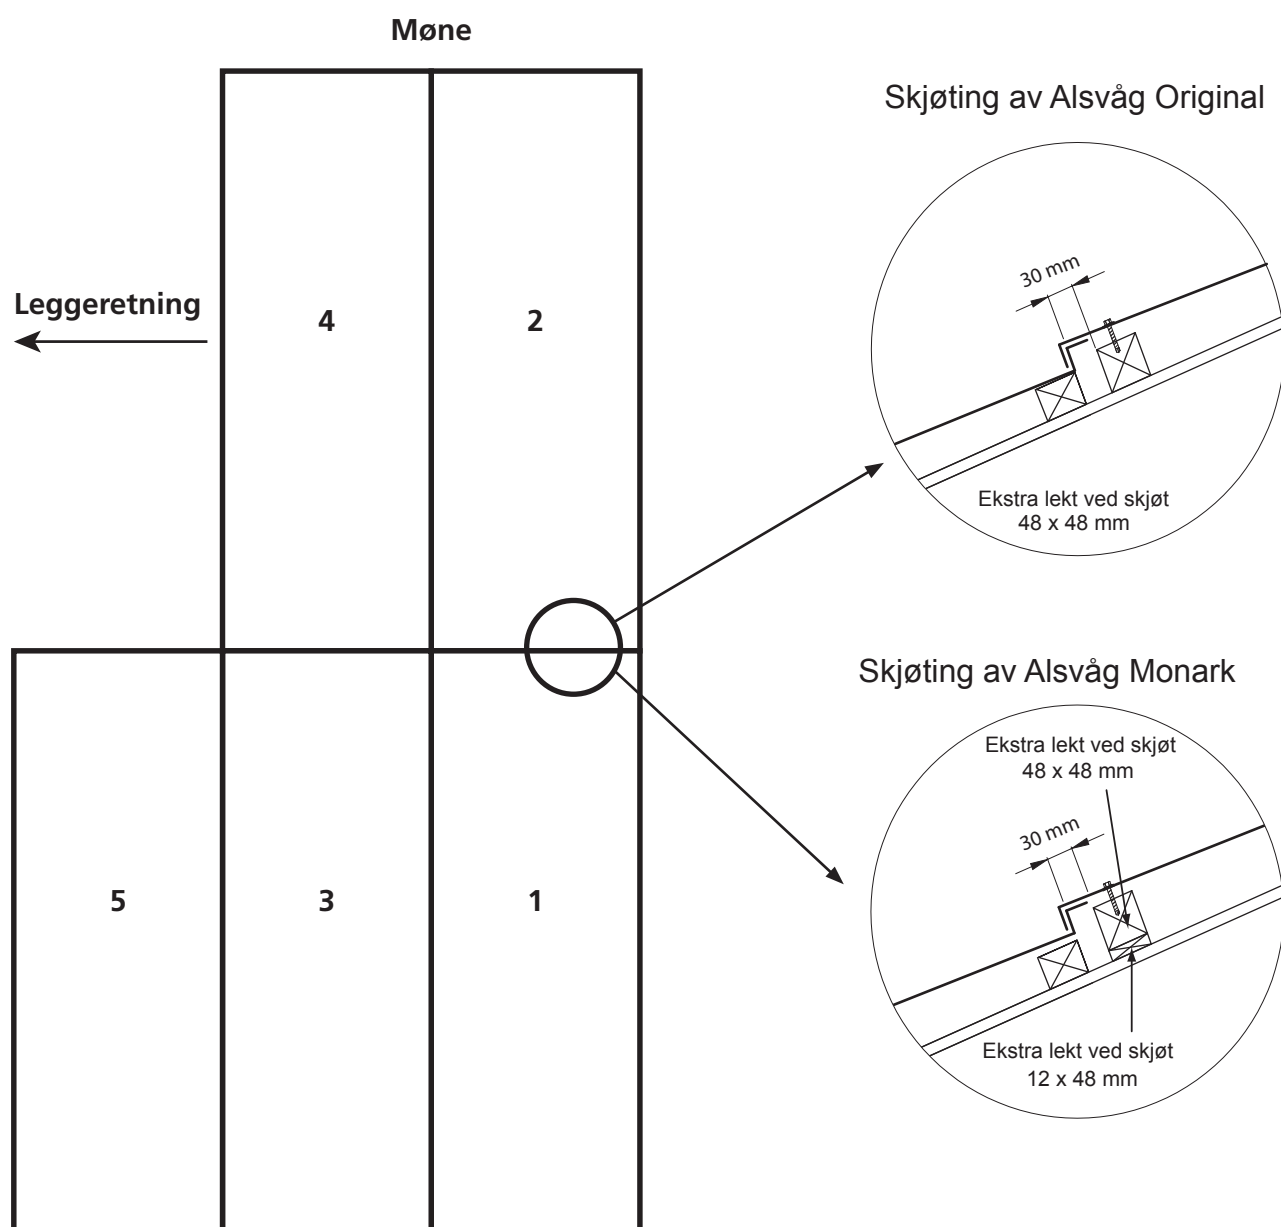 Møne
Skjøting av Alsvåg Original
30 mm
Leggeretning
4
2
Ekstra lekt ved skjøt
48 x 48 mm
Skjøting av Alsvåg Monark
Ekstra lekt ved skjøt
48 x 48 mm
30 mm
5
3
1
Ekstra lekt ved skjøt
12 x 48 mm